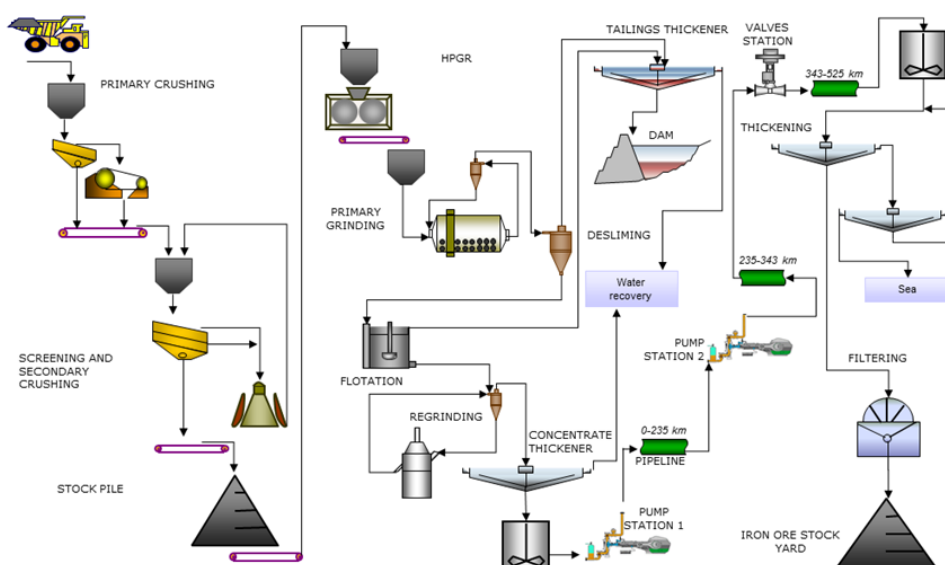 PRIMARY CRUSHING
SCREENING AND
SECONDARY
CRUSHING
STOCK PILE
HPGR
PRIMARY
GRINDING
DESLIMING
FLOTATION
REGRINDING
CONCENTRATE
THICKENER
TAILINGS THICKENER
DAM
Water
recovery
PUMP
STATION 1
0-235 km
PIPELINE
PUMP
STATION 2
235-343 km
VALVES
STATION
343-525 km
THICKENING
Sea
FILTERING
IRON ORE STOCK
YARD